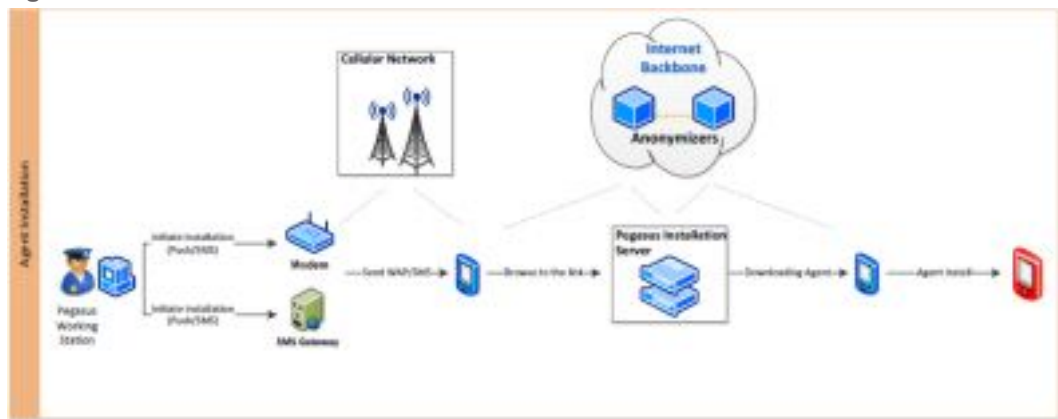 Agent Installation
Cellular Network
Internet
Backbone
Anonymizers
Initiate Installation
(Push/SMS)
Modem
Pegasus Installation
Server
Send WAP/SMS
Browse to the link
Downloading Agent
Agent Install
Pegasus
Working
Station
Initiate Installation
(Push/SMS)
SMS Gateway